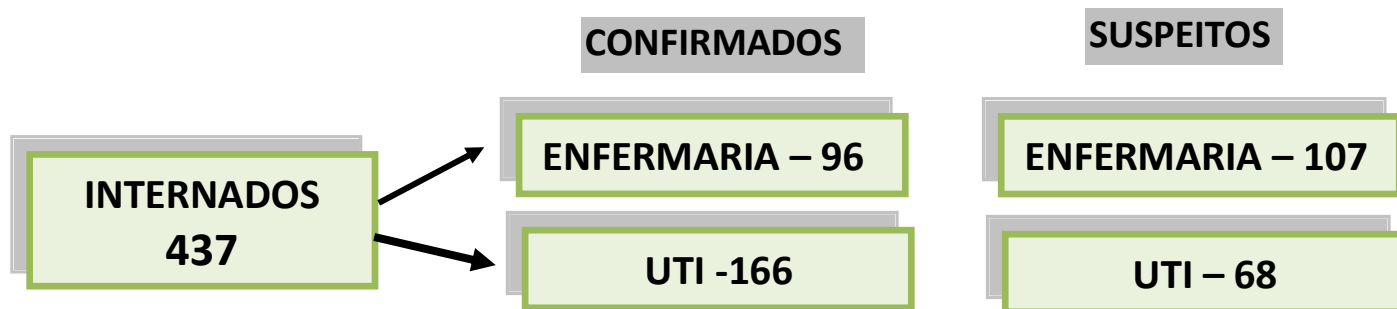 CONFIRMADOS
SUSPEITOS
ENFERMARIA – 96
ENFERMARIA – 107
INTERNADOS
437
UTI -166
UTI – 68